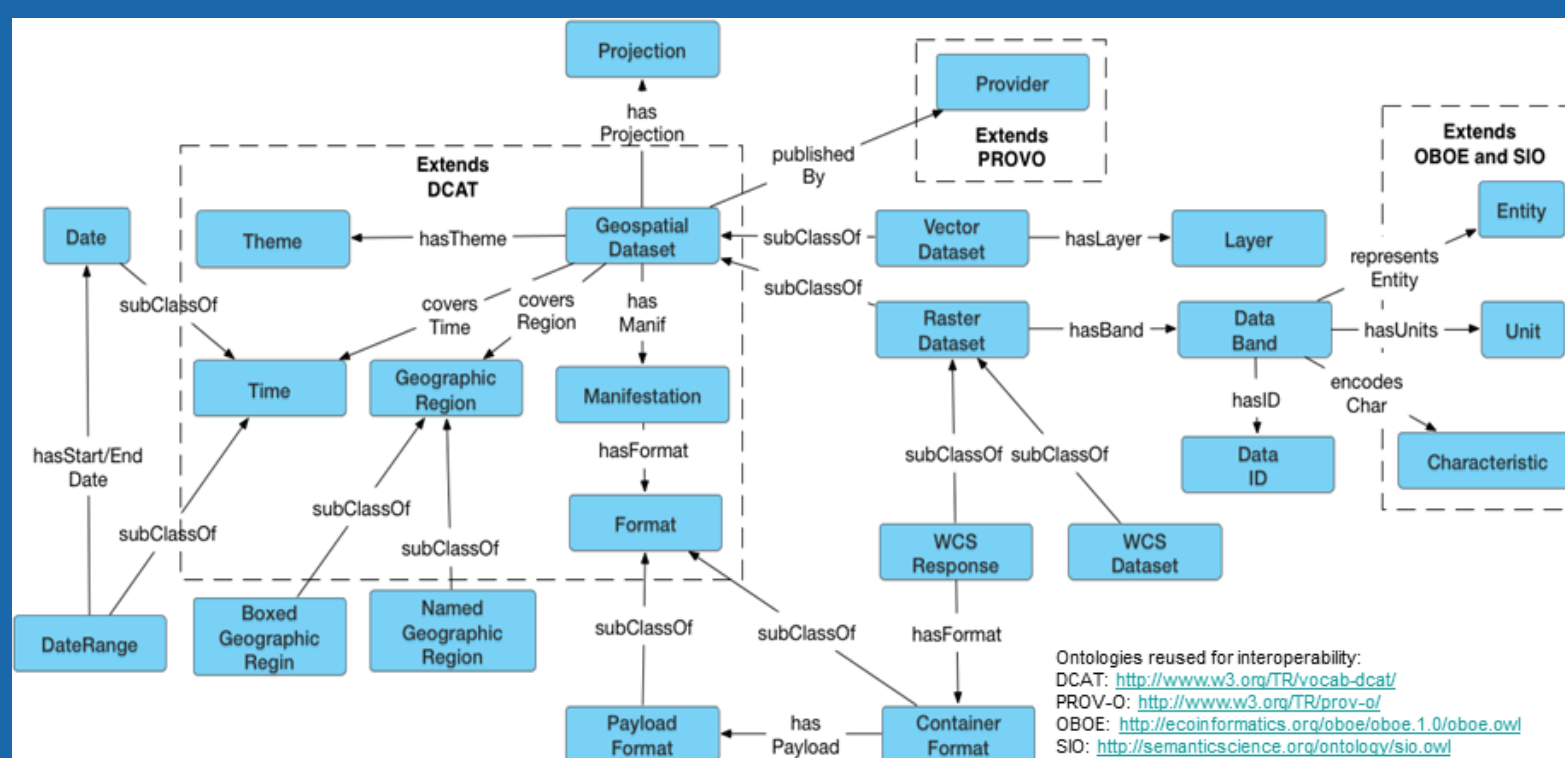 Projection
has
Projection
Provider
Extends
PROVO
published
By
Extends
OBOE and SIO
Extends
DCAT
Date
Theme
hasTheme
Geospatial
Dataset
subClassOf
Vector
Dataset
hasLayer
Layer
Entity
represents
Entity
subClassOf
covers
Time
covers
Region
has
Manif
subClassOf
Raster
Dataset
hasBand
Data
Band
hasUnits
Unit
Time
Geographic
Region
Manifestation
encodes
Char
hasID
hasStart/End
Date
hasFormat
subClassOf
subClassOf
Data
ID
Characteristic
subClassOf
subClassOf
subClassOf
Format
WCS
Response
WCS
Dataset
DateRange
Boxed
Geographic
Regin
Named
Geographic
Region
subClassOf
subClassOf
hasFormat
Payload
Format
has
Payload
Container
Format
Ontologies reused for interoperability:
DCAT: http://www.w3.org/TR/vocab-dcat/
PROV-O: http://www.w3.org/TR/prov-o/
OBOE: http://ecoinformatics.org/oboe/oboe.1.0/oboe.owl
SIO: http://semanticscience.org/ontology/sio.owl